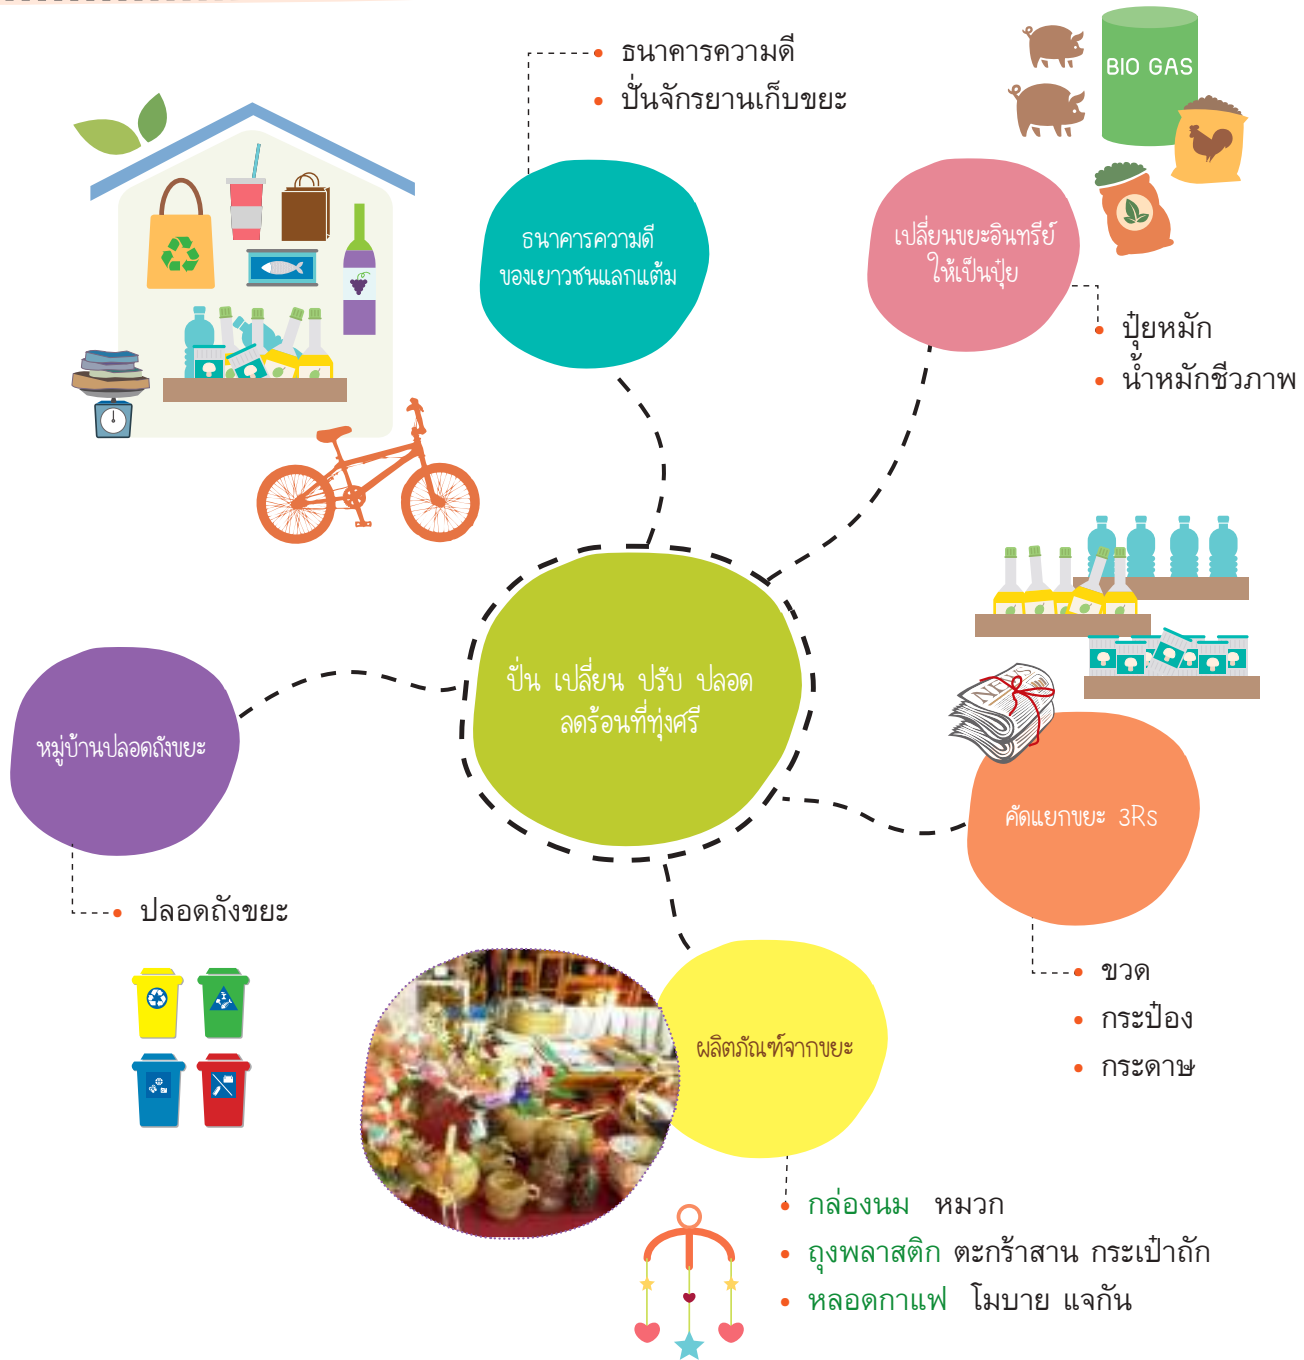 ธนาคารความดี
ปั่นจักรยานเก็บขยะ
BIO GAS
ธนาคารความดี
ของเยาวชนแลกแต้ม
เปลี่ยนขยะอินทรีย์
ให้เป็นปุ๋ย
ปุ๋ยหมัก
น้ำหมักชีวภาพ
ปั่น เปลี่ยน ปรับ ปลอด
ลดร้อนที่ทุ่งศรี
หมู่บ้านปลอดถังขยะ
คัดแยกขยะ 3Rs
ปลอดถังขยะ
ขวด
กระป๋อง
กระดาษ
ผลิตภัณฑ์จากขยะ
กล่องนม หมวก
ถุงพลาสติก ตะกร้าสาน กระเป๋าถัก
หลอดกาแฟ โมบาย แจกัน